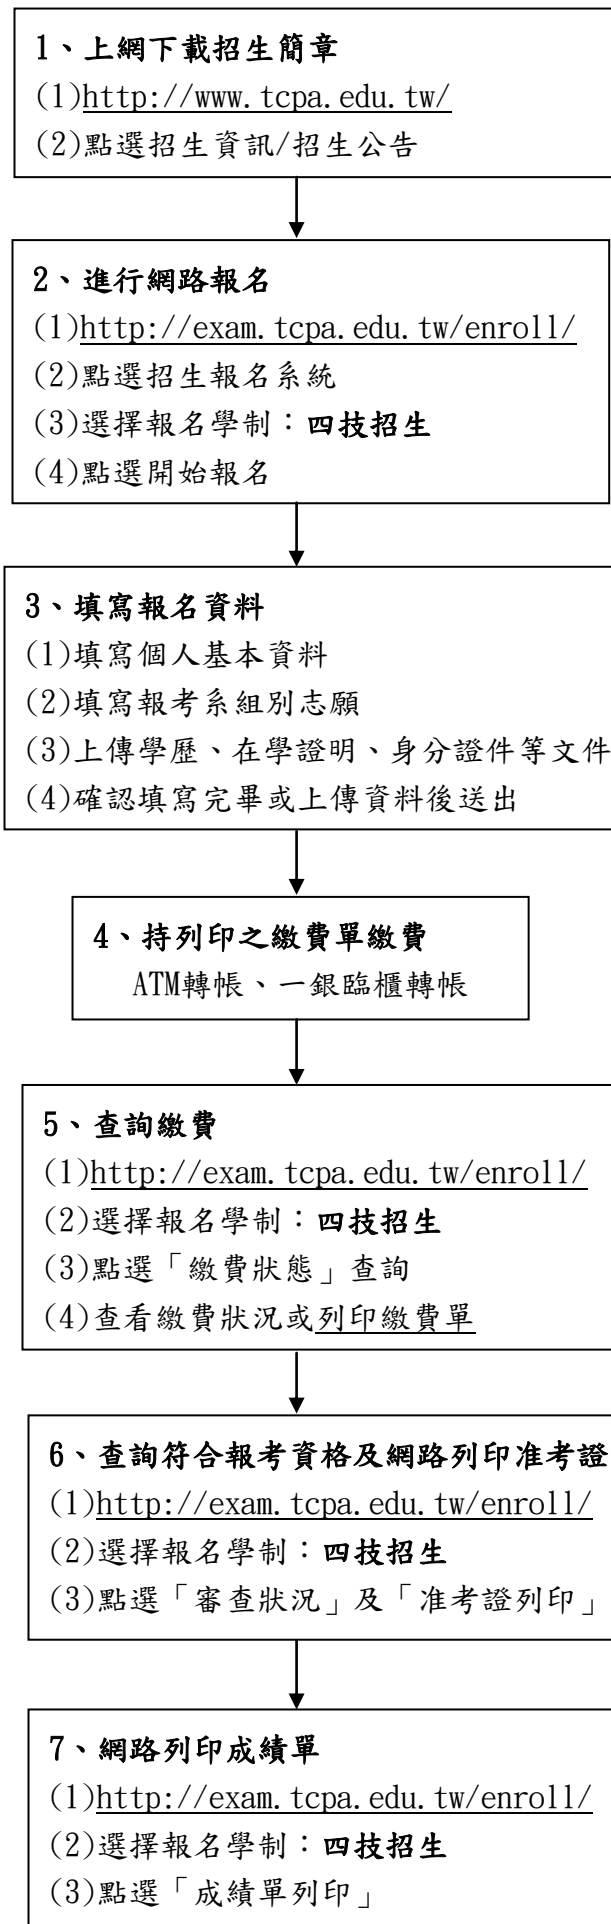 1、上網下載招生簡章
(1)http://www.tcpa.edu.tw/
(2)點選招生資訊/招生公告
2、進行網路報名
(1)http://exam.tcpa.edu.tw/enroll/
(2)點選招生報名系統
(3)選擇報名學制：四技招生
(4)點選開始報名
3、填寫報名資料
(1)填寫個人基本資料
(2)填寫報考系組別志願
(3)上傳學歷、在學證明、身分證件等文件
(4)確認填寫完畢或上傳資料後送出
4、持列印之繳費單繳費
ATM轉帳、一銀臨櫃轉帳
5、查詢繳費
(1)http://exam.tcpa.edu.tw/enroll/
(2)選擇報名學制：四技招生
(3)點選「繳費狀態」查詢
(4)查看繳費狀況或列印繳費單
6、查詢符合報考資格及網路列印准考證
(1)http://exam.tcpa.edu.tw/enroll/
(2)選擇報名學制：四技招生
(3)點選「審查狀況」及「准考證列印」
7、網路列印成績單
(1)http://exam.tcpa.edu.tw/enroll/
(2)選擇報名學制：四技招生
(3)點選「成績單列印」